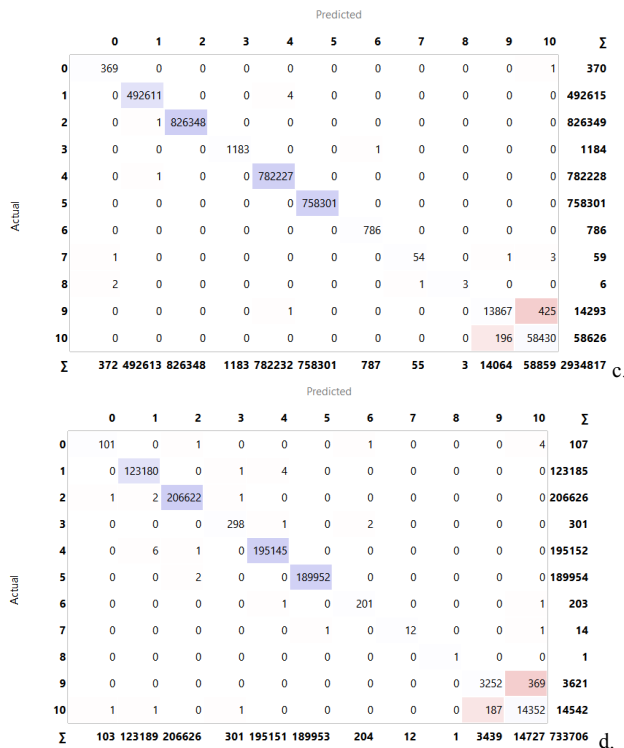 Predicted
0 1 2 3 4 5 6 7 8 9 10 Σ
0 369 0 0 0 0 0 0 0 0 0 1 370
1 0 492611 0 0 4 0 0 0 0 0 0 492615
2 0 1 826348 0 0 0 0 0 0 0 0 826349
3 0 0 0 1183 0 0 1 0 0 0 0 1184
4 0 1 0 0 782227 0 0 0 0 0 0 782228
5 0 0 0 0 0 758301 0 0 0 0 0 758301
Actual
6 0 0 0 0 0 0 786 0 0 0 0 786
7 1 0 0 0 0 0 0 54 0 1 3 59
8 2 0 0 0 0 0 0 1 3 0 0 6
9 0 0 0 0 1 0 0 0 0 13867 425 14293
10 0 0 0 0 0 0 0 0 0 196 58430 58626
Σ 372 492613 826348 1183 782232 758301 787 55 3 14064 58859 2934817
c.
Predicted
0 1 2 3 4 5 6 7 8 9 10 Σ
0 101 0 1 0 0 0 1 0 0 0 4 107
1 0 123180 0 1 4 0 0 0 0 0 0 123185
2 1 2 206622 1 0 0 0 0 0 0 0 206626
3 0 0 0 298 1 0 2 0 0 0 0 301
4 0 6 1 0 195145 0 0 0 0 0 0 195152
5 0 0 2 0 0 189952 0 0 0 0 0 189954
Actual
6 0 0 0 0 1 0 201 0 0 0 1 203
7 0 0 0 0 0 1 0 12 0 0 1 14
8 0 0 0 0 0 0 0 0 1 0 0 1
9 0 0 0 0 0 0 0 0 0 3252 369 3621
10 1 1 0 1 0 0 0 0 0 187 14352 14542
Σ 103 123189 206626 301 195151 189953 204 12 1 3439 14727 733706
d.